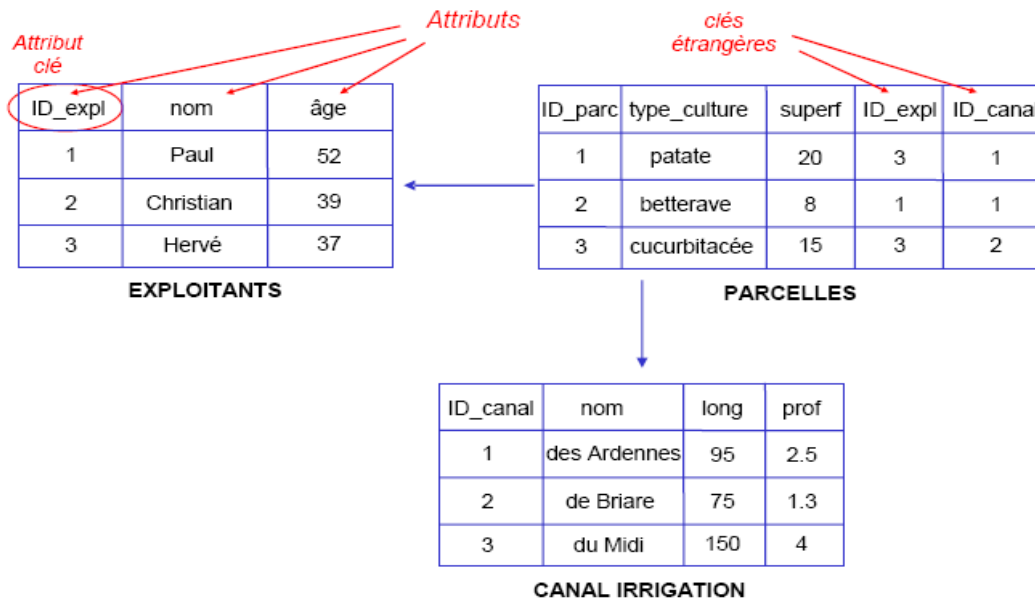 Attributs
clés
étrangères
Attribut
clé
ID_expl nom âge
1 Paul 52
2 Christian 39
3 Hervé 37
EXPLOITANTS
ID_parc type_culture superf ID_expl ID_canal
1 patate 20 3 1
2 betterave 8 1 1
3 cucurbitacée 15 3 2
PARCELLES
ID_canal nom long prof
1 des Ardennes 95 2.5
2 de Briare 75 1.3
3 du Midi 150 4
CANAL IRRIGATION